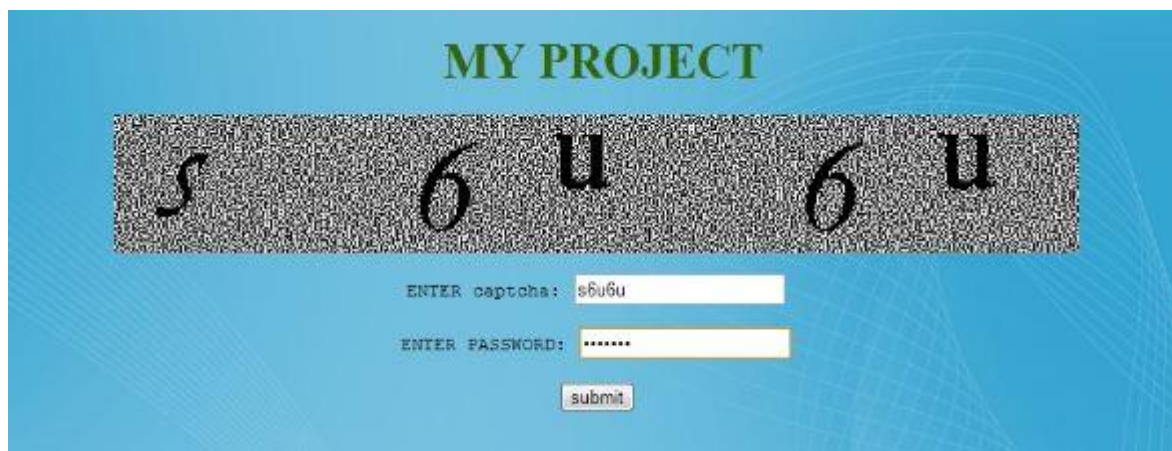 MY PROJECT
s 6 u 6 u
ENTER captcha: s6u6u
ENTER PASSWORD: •••••••
submit